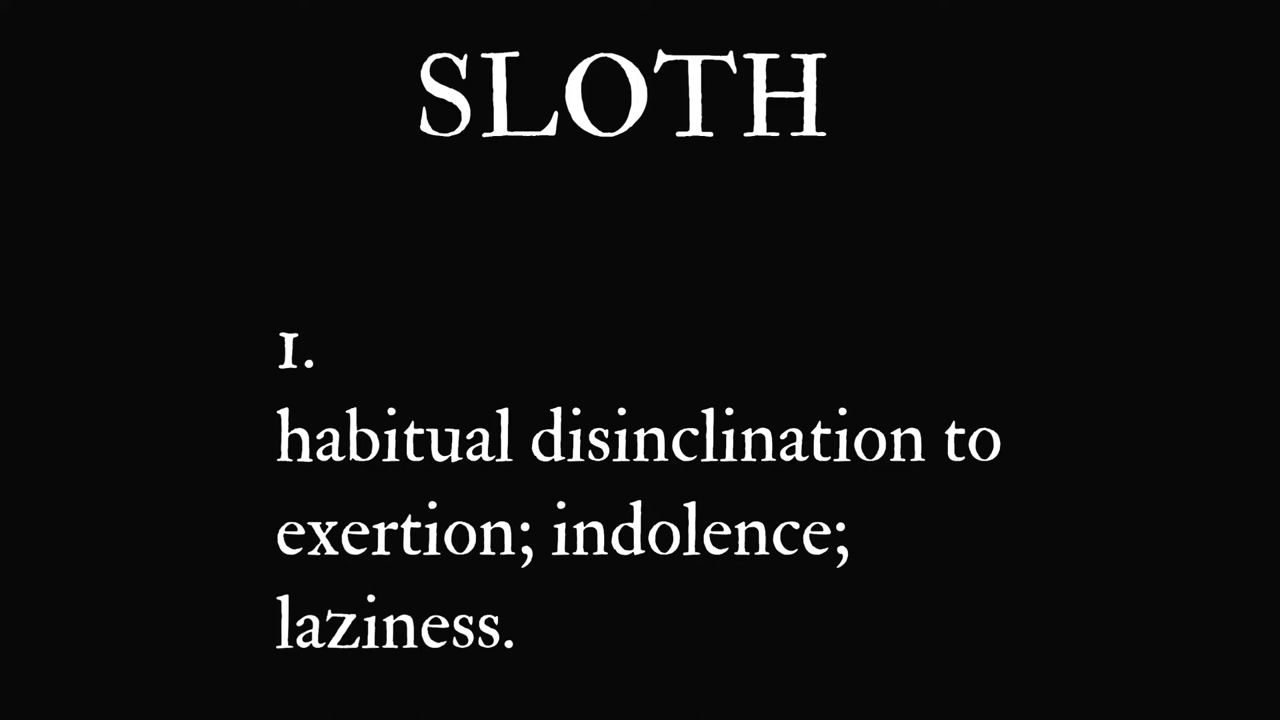 SLOTH
1.
habitual disinclination to
exertion; indolence;
laziness.